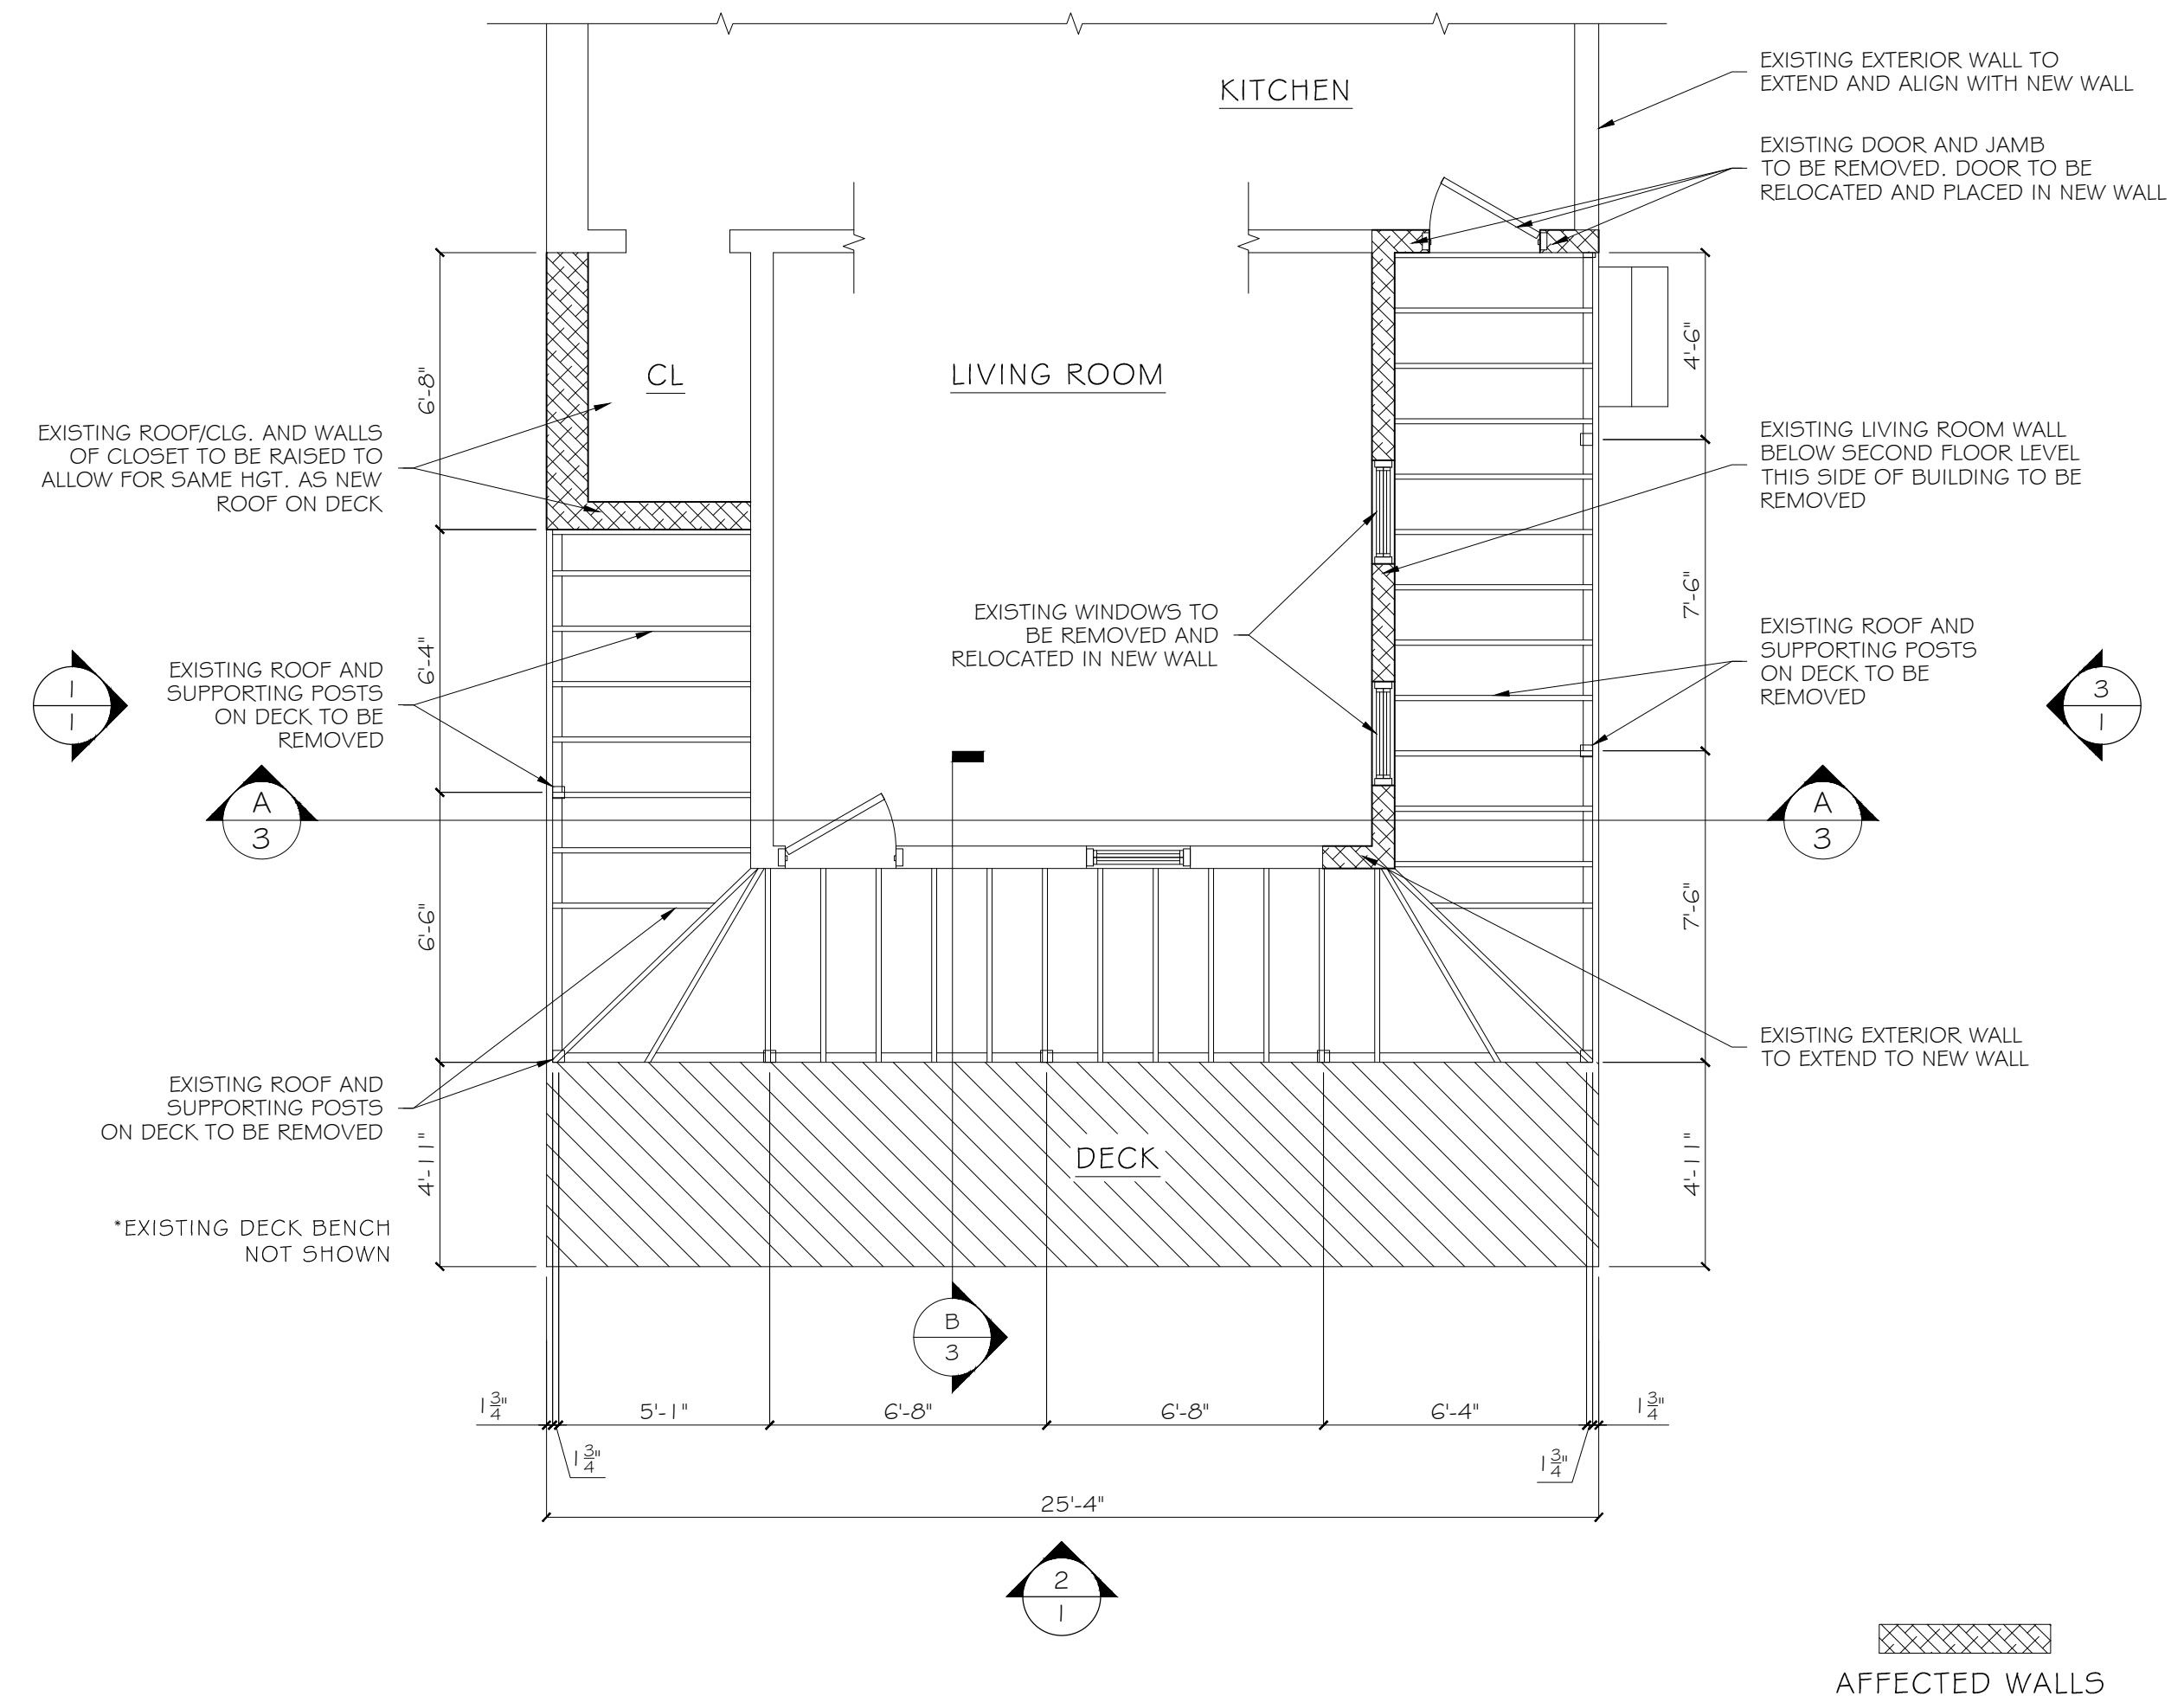 KITCHEN
EXISTING EXTERIOR WALL TO
EXTEND AND ALIGN WITH NEW WALL
EXISTING DOOR AND JAMB
TO BE REMOVED. DOOR TO BE
RELOCATED AND PLACED IN NEW WALL
CL
LIVING ROOM
6'-8"
4'-6"
EXISTING ROOF/CLG. AND WALLS
OF CLOSET TO BE RAISED TO
ALLOW FOR SAME HGT. AS NEW
ROOF ON DECK
EXISTING LIVING ROOM WALL
BELOW SECOND FLOOR LEVEL
THIS SIDE OF BUILDING TO BE
REMOVED
EXISTING WINDOWS TO
BE REMOVED AND
RELOCATED IN NEW WALL
6'-4"
7'-6"
EXISTING ROOF AND
SUPPORTING POSTS
ON DECK TO BE
REMOVED
EXISTING ROOF AND
SUPPORTING POSTS
ON DECK TO BE
REMOVED
1
1
3
1
A
3
A
3
6'-6"
7'-6"
EXISTING EXTERIOR WALL
TO EXTEND TO NEW WALL
EXISTING ROOF AND
SUPPORTING POSTS
ON DECK TO BE REMOVED
4'-11"
DECK
4'-11"
*EXISTING DECK BENCH
NOT SHOWN
B
3
1 3/4"
5'-1"
6'-8"
6'-8"
6'-4"
1 3/4"
1 3/4"
1 3/4"
25'-4"
2
1
AFFECTED WALLS